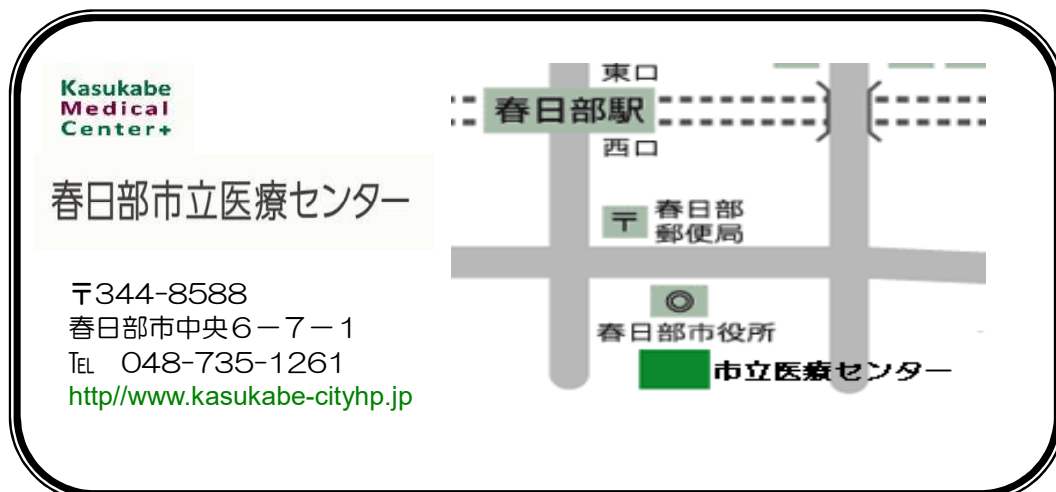 Kasukabe
Medical
Center+
春日部市立医療センター
〒344-8588
春日部市中央6-7-1
℡ 048-735-1261
http//www.kasukabe-cityhp.jp
東口
春日部駅
西口
〒 春日部
郵便局
◎
春日部市役所
市立医療センター